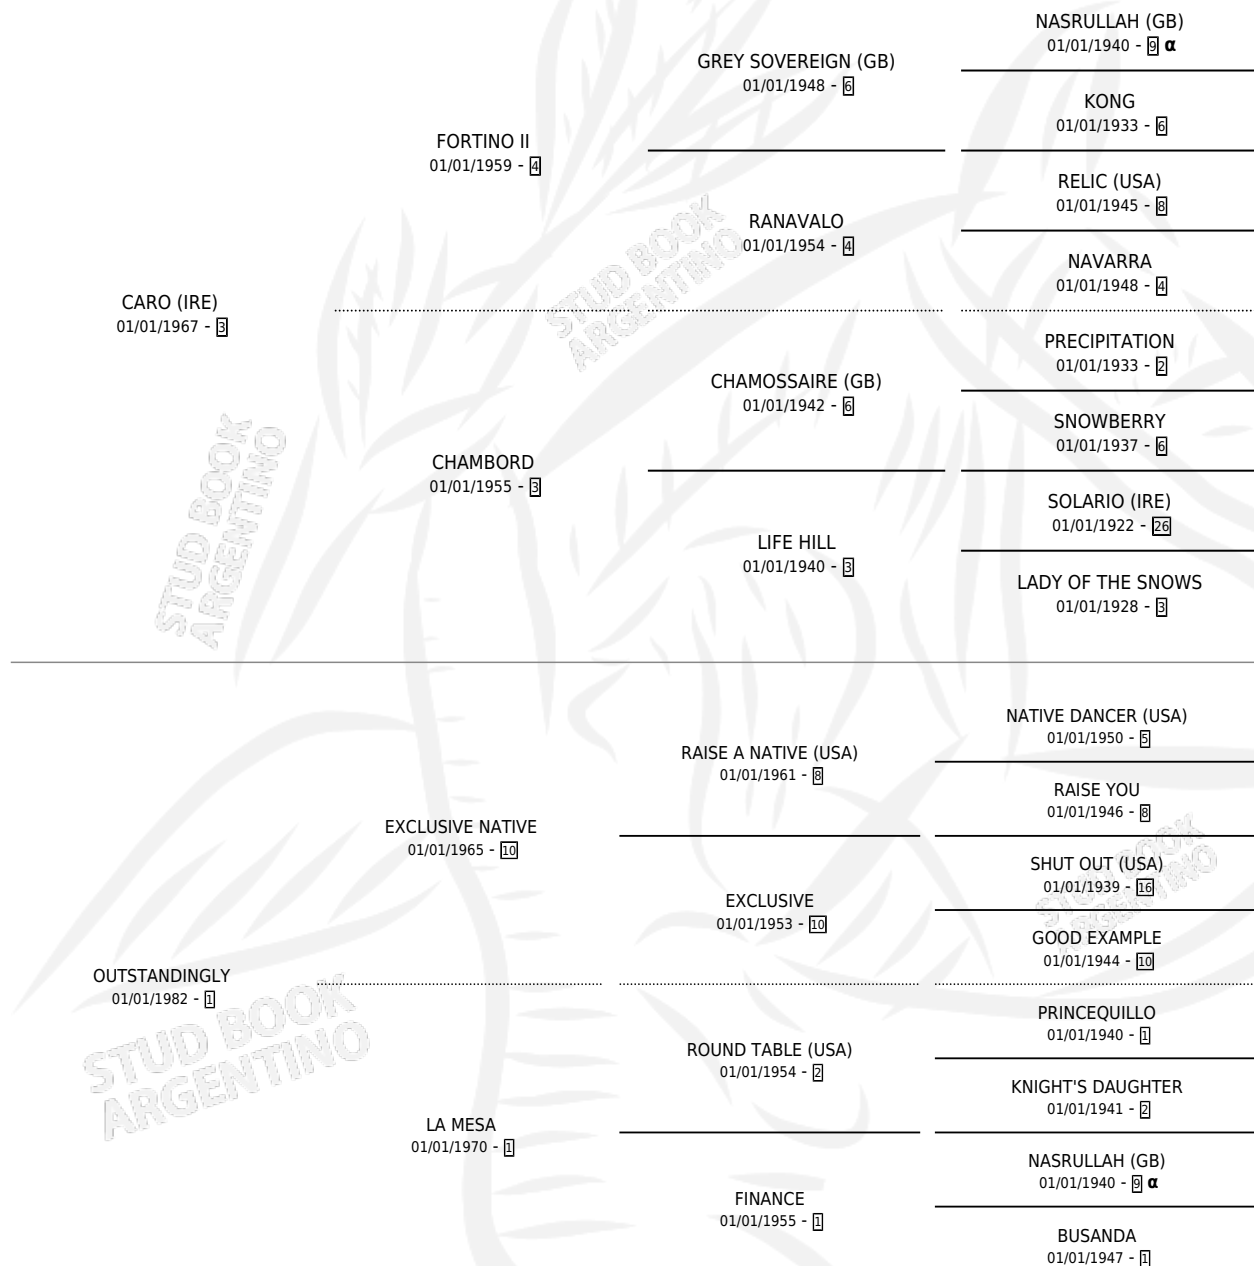 NASRULLAH (GB)
01/01/1940 - 9 α
GREY SOVEREIGN (GB)
01/01/1948 - 6
KONG
01/01/1933 - 6
FORTINO II
01/01/1959 - 4
RELIC (USA)
01/01/1945 - 8
RANAVALO
01/01/1954 - 4
NAVARRA
01/01/1948 - 4
CARO (IRE)
01/01/1967 - 3
PRECIPITATION
01/01/1933 - 2
CHAMOSSAIRE (GB)
01/01/1942 - 6
SNOWBERRY
01/01/1937 - 6
CHAMBORD
01/01/1955 - 3
SOLARIO (IRE)
01/01/1922 - 26
LIFE HILL
01/01/1940 - 3
LADY OF THE SNOWS
01/01/1928 - 3
STUD BOOK
ARGENTINO
STUD BOOK
ARGENTINO
NATIVE DANCER (USA)
01/01/1950 - 5
RAISE A NATIVE (USA)
01/01/1961 - 8
RAISE YOU
01/01/1946 - 8
EXCLUSIVE NATIVE
01/01/1965 - 10
SHUT OUT (USA)
01/01/1939 - 16
EXCLUSIVE
01/01/1953 - 10
GOOD EXAMPLE
01/01/1944 - 10
OUTSTANDINGLY
01/01/1982 - 1
PRINCEQUILLO
01/01/1940 - 1
ROUND TABLE (USA)
01/01/1954 - 2
KNIGHT'S DAUGHTER
01/01/1941 - 2
LA MESA
01/01/1970 - 1
NASRULLAH (GB)
01/01/1940 - 9 α
FINANCE
01/01/1955 - 1
BUSANDA
01/01/1947 - 1
STUD BOOK
ARGENTINO
STUD BOOK
ARGENTINO